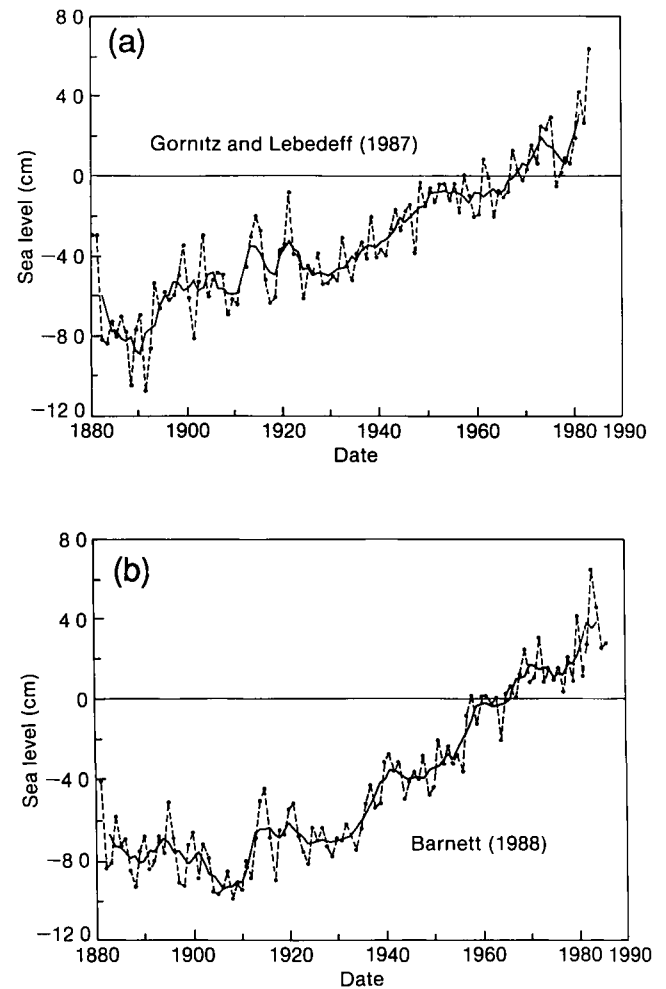 (a)
Gornitz and Lebedeff (1987)
Sea level (cm)
8 0
4 0
0
−4 0
−8 0
−12 0
1880 1900 1920 1940 1960 1980 1990
Date
(b)
Barnett (1988)
Sea level (cm)
8 0
4 0
0
−4 0
−8 0
−12 0
1880 1900 1920 1940 1960 1980 1990
Date